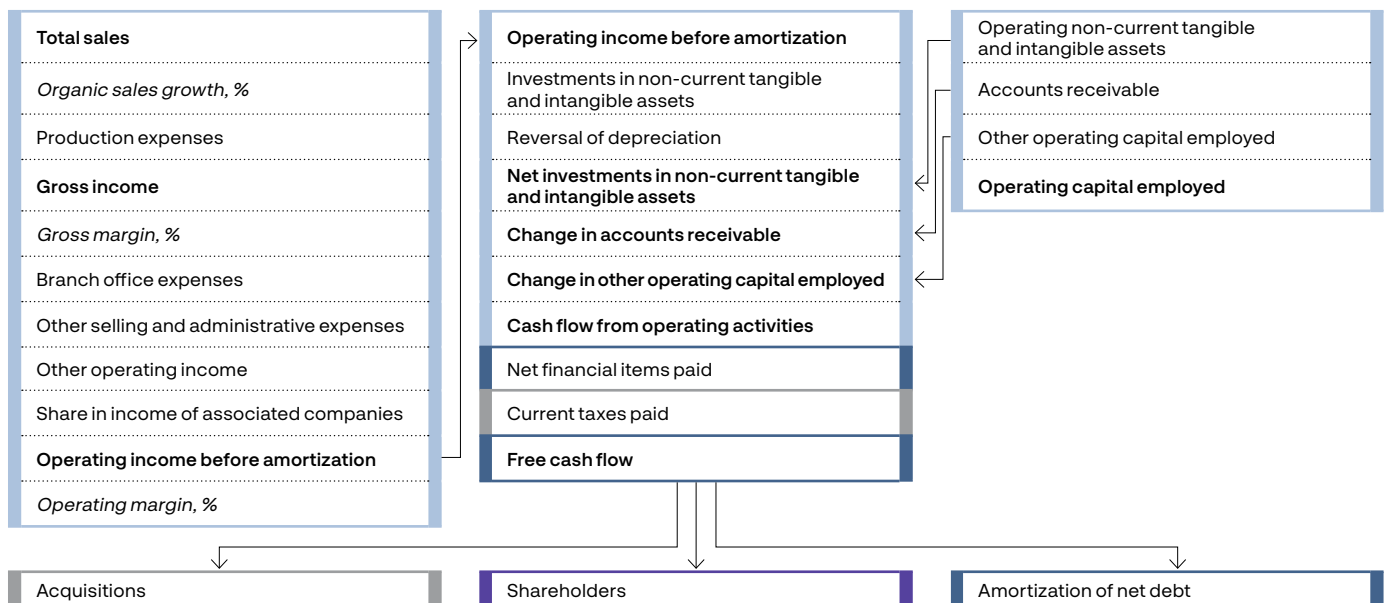 Total sales
Organic sales growth, %
Production expenses
Gross income
Gross margin, %
Branch office expenses
Other selling and administrative expenses
Other operating income
Share in income of associated companies
Operating income before amortization
Operating margin, %
Operating income before amortization
Investments in non-current tangible
and intangible assets
Reversal of depreciation
Net investments in non-current tangible
and intangible assets
Change in accounts receivable
Change in other operating capital employed
Cash flow from operating activities
Net financial items paid
Current taxes paid
Free cash flow
Operating non-current tangible
and intangible assets
Accounts receivable
Other operating capital employed
Operating capital employed
Acquisitions
Shareholders
Amortization of net debt